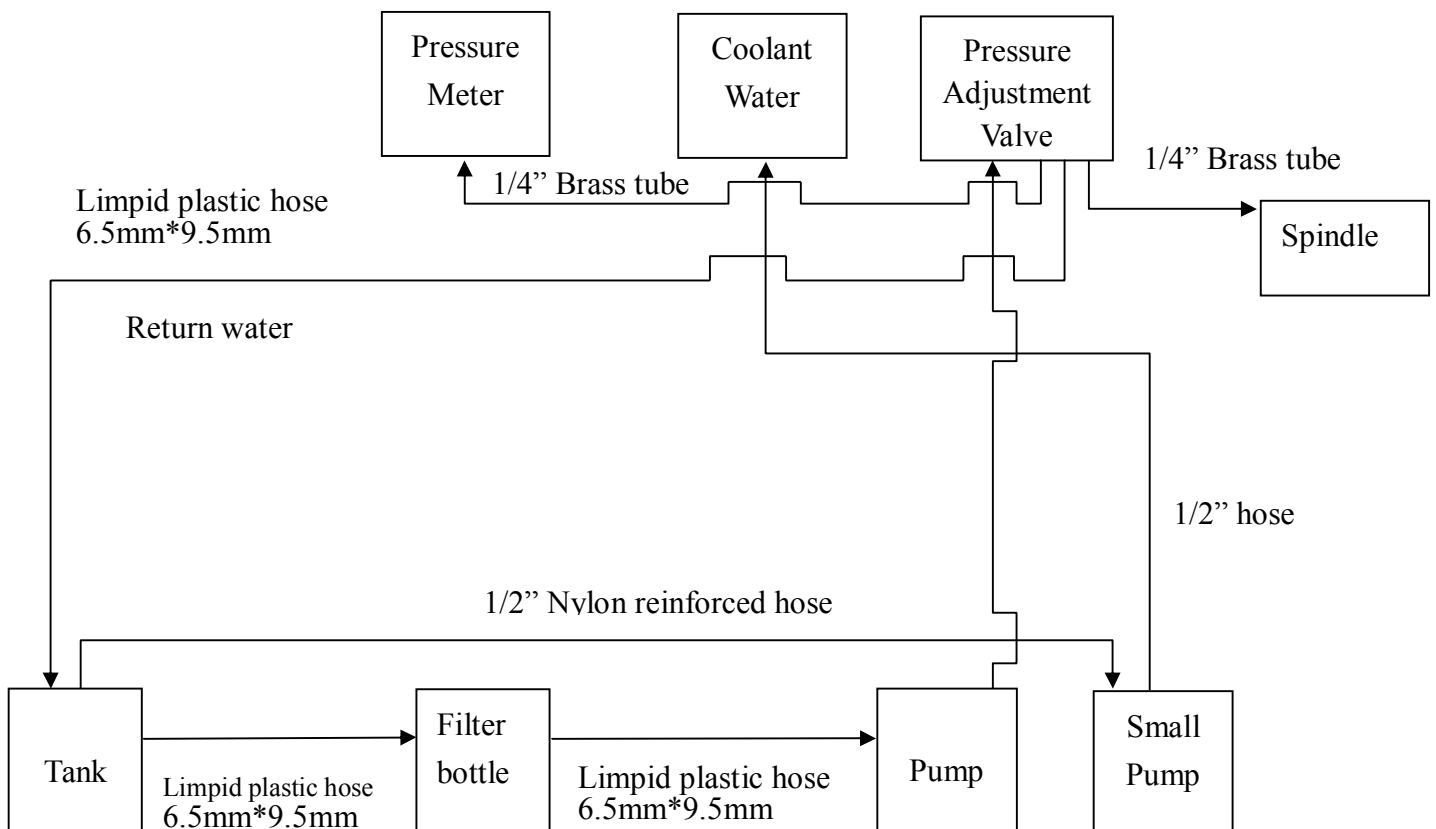 Pressure
Meter
Coolant
Water
Pressure
Adjustment
Valve
1/4” Brass tube
1/4” Brass tube
Limpid plastic hose
6.5mm*9.5mm
Spindle
Return water
1/2” hose
1/2” Nylon reinforced hose
Tank
Filter
bottle
Pump
Small
Pump
Limpid plastic hose
6.5mm*9.5mm
Limpid plastic hose
6.5mm*9.5mm